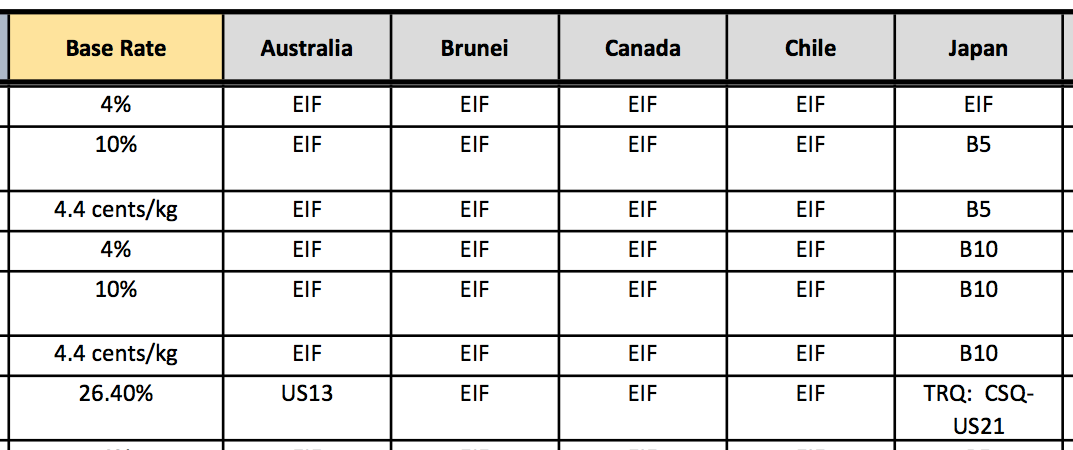 Base Rate Australia Brunei Canada Chile Japan
4% EIF EIF EIF EIF EIF
10% EIF EIF EIF EIF B5
4.4 cents/kg EIF EIF EIF EIF B5
4% EIF EIF EIF EIF B10
10% EIF EIF EIF EIF B10
4.4 cents/kg EIF EIF EIF EIF B10
26.40% US13 EIF EIF EIF TRQ: CSQ-
US21